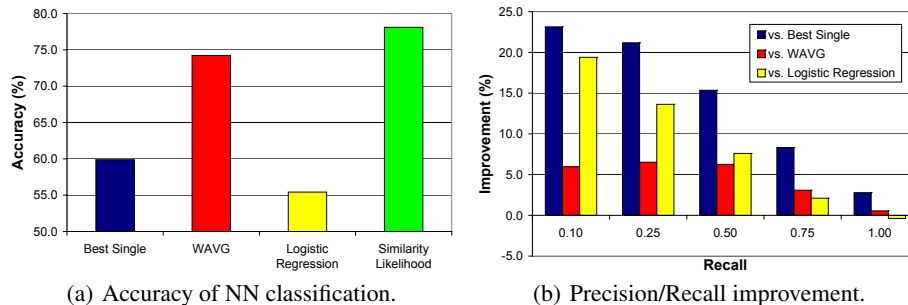 80.0
75.0
70.0
65.0
60.0
55.0
50.0
Accuracy (%)
Best Single
WAVG
Logistic Regression
Similarity Likelihood
(a) Accuracy of NN classification.
25.0
20.0
15.0
10.0
5.0
0.0
-5.0
Improvement (%)
vs. Best Single
vs. WAVG
vs. Logistic Regression
0.10 0.25 0.50 0.75 1.00
Recall
(b) Precision/Recall improvement.